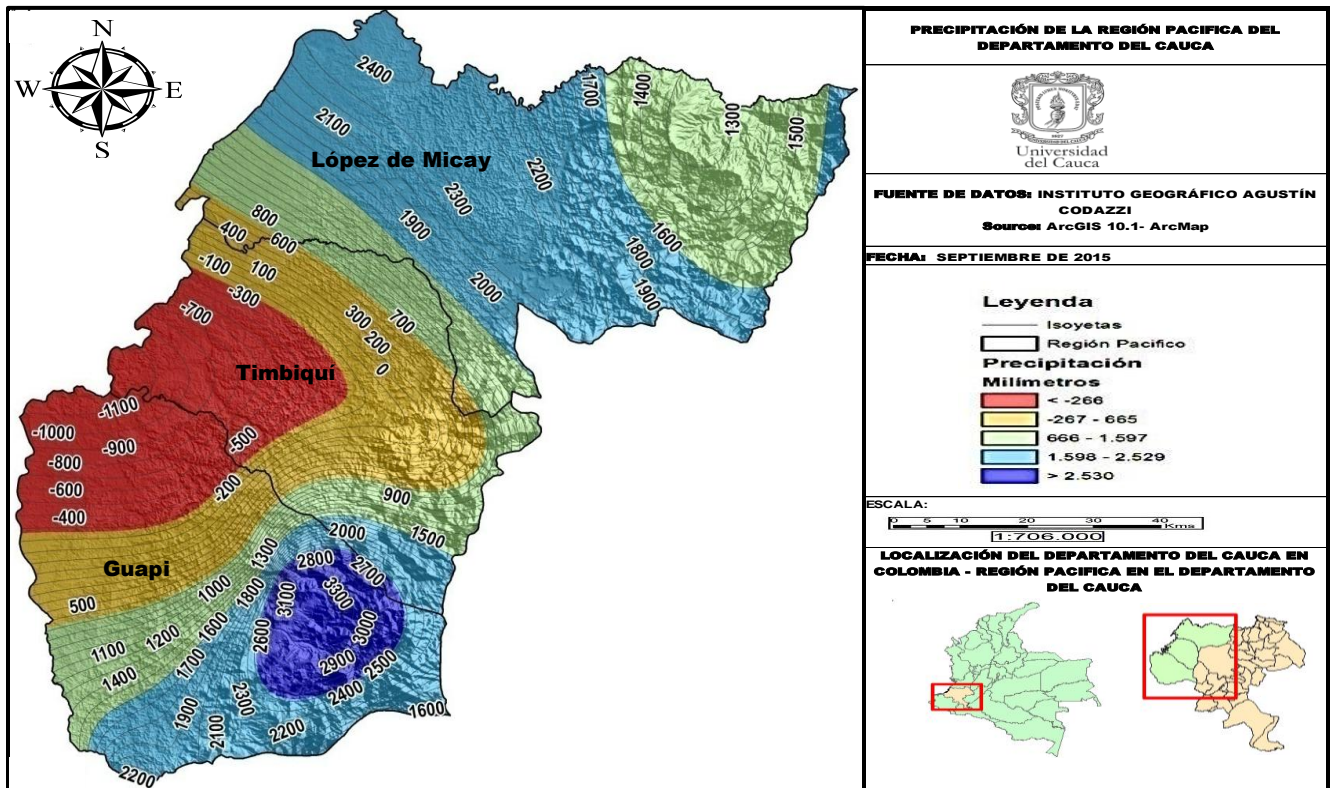 N
W
E
S
2400
2100
López de Micay
1700
1400
1300
1500
2200
2300
1900
2000
1600
1800
1900
800
600
400
100
-100
-300
-700
300
200
0
700
Timbiquí
-1100
-1000
-900
-800
-600
-400
-500
-200
900
1500
Guapi
500
1000
1300
1800
2000
2800
2700
3100
3300
3000
2600
2900
2500
2400
1100
1200
1600
1400
1700
1900
2100
2300
2200
1600
2200
PRECIPITACIÓN DE LA REGIÓN PACIFICA DEL
DEPARTAMENTO DEL CAUCA
Universidad
del Cauca
FUENTE DE DATOS: INSTITUTO GEOGRÁFICO AGUSTÍN
CODAZZI
Source: ArcGIS 10.1- ArcMap
FECHA: SEPTIEMBRE DE 2015
Leyenda
Isoyetas
Región Pacifico
Precipitación
Milímetros
< -266
-267 - 665
666 - 1.597
1.598 - 2.529
> 2.530
ESCALA:
0 5 10 20 30 40 Kms
1:706.000
LOCALIZACIÓN DEL DEPARTAMENTO DEL CAUCA EN
COLOMBIA - REGIÓN PACIFICA EN EL DEPARTAMENTO
DEL CAUCA